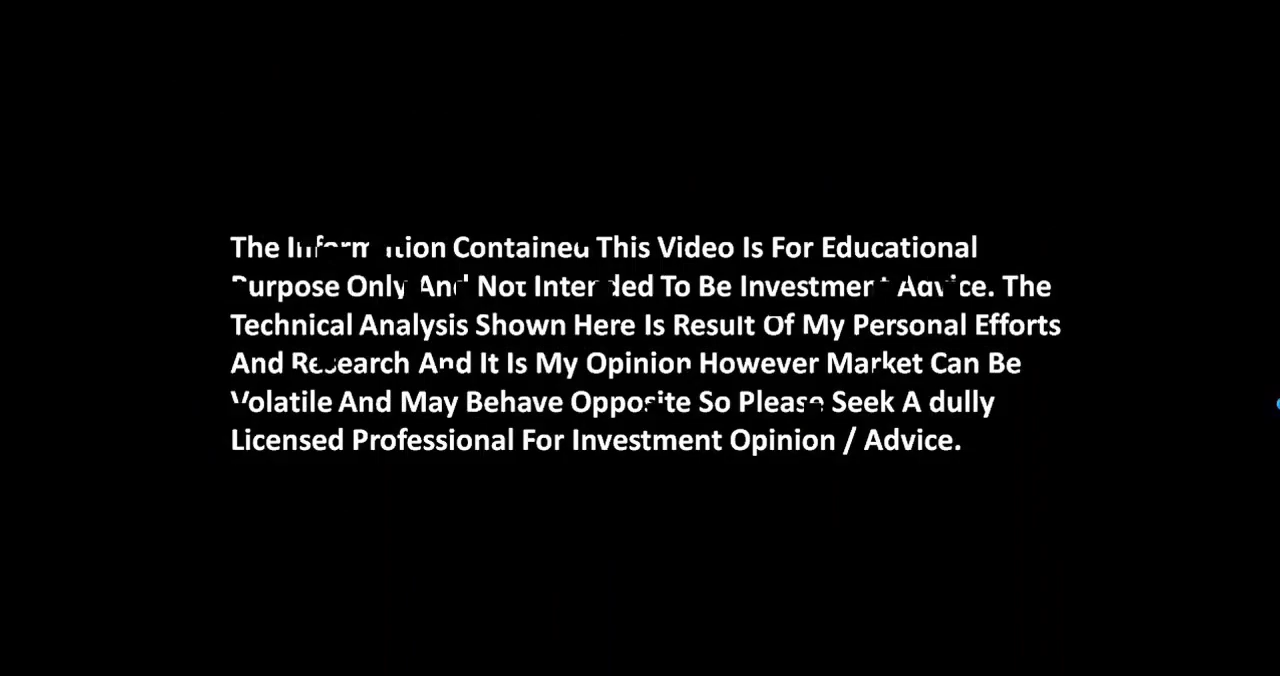 The Information Contained This Video Is For Educational
Purpose Only And Not Intended To Be Investment Advice. The
Technical Analysis Shown Here Is Result Of My Personal Efforts
And Research And It Is My Opinion However Market Can Be
Volatile And May Behave Opposite So Please Seek A dully
Licensed Professional For Investment Opinion / Advice.